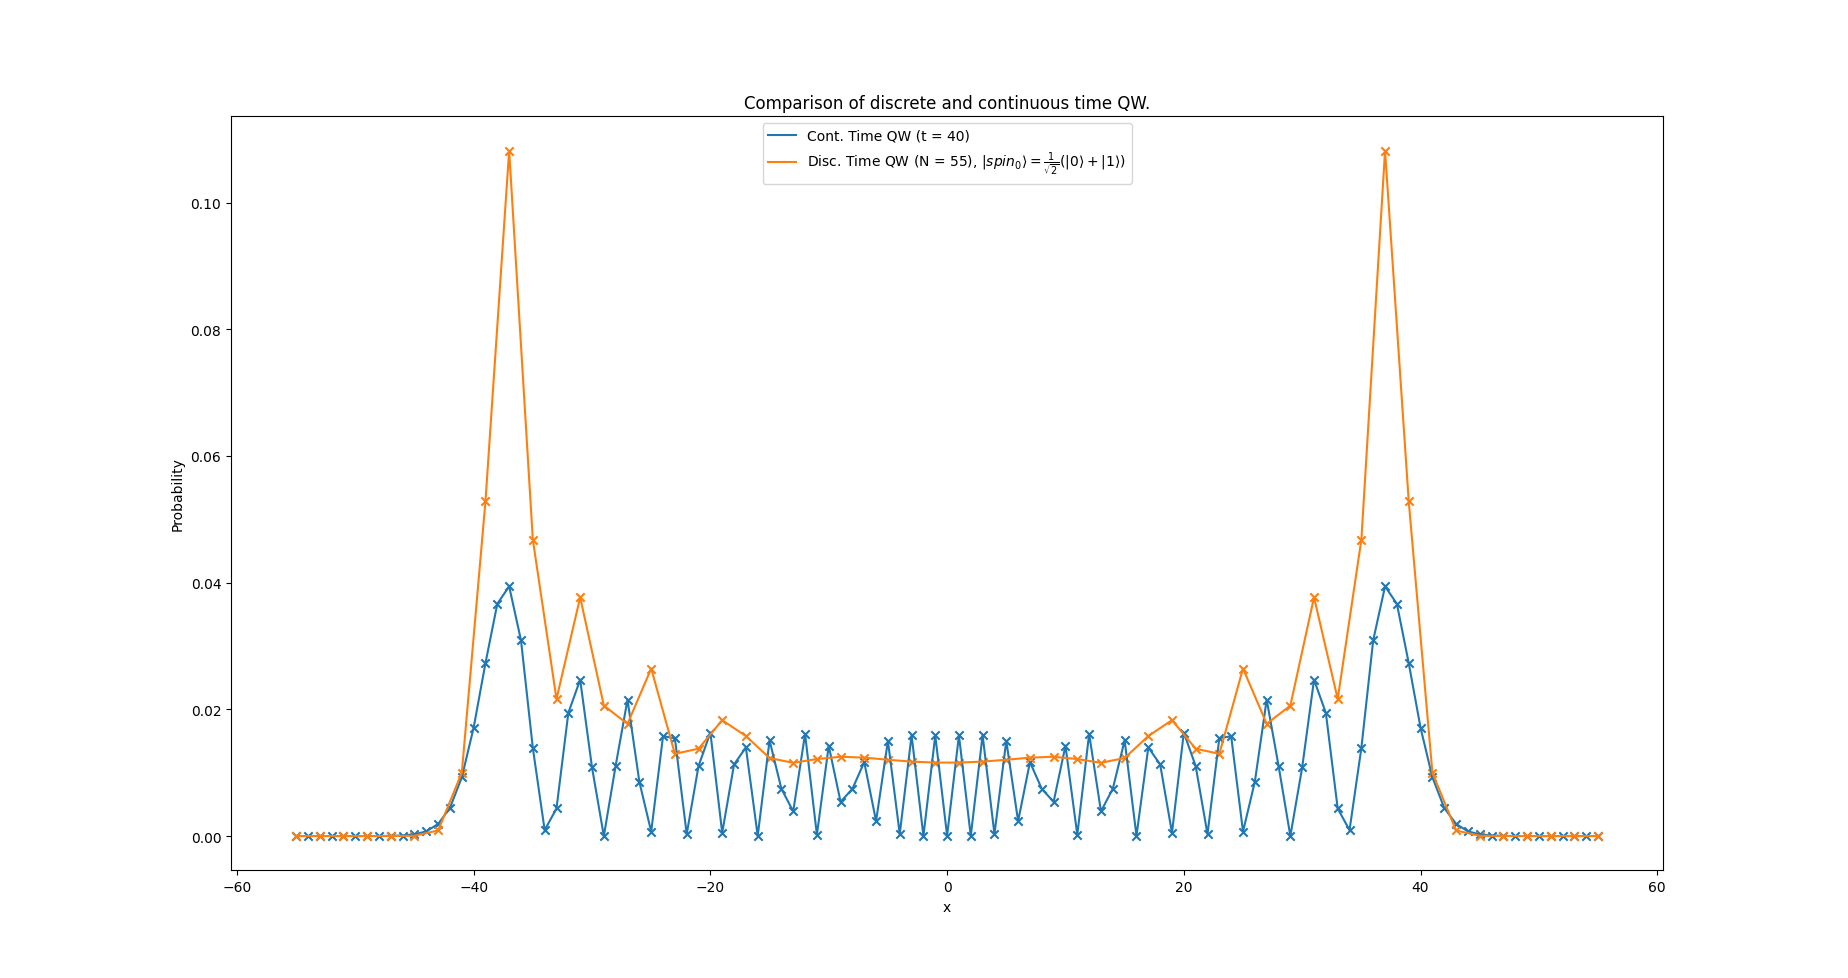 Comparison of discrete and continuous time QW.
Cont. Time QW (t = 40)
Disc. Time QW (N = 55), |spin₀⟩ = 1/√2(|0⟩ + |1⟩)
0.10
0.08
0.06
0.04
0.02
0.00
Probability
−60 −40 −20 0 20 40 60
x